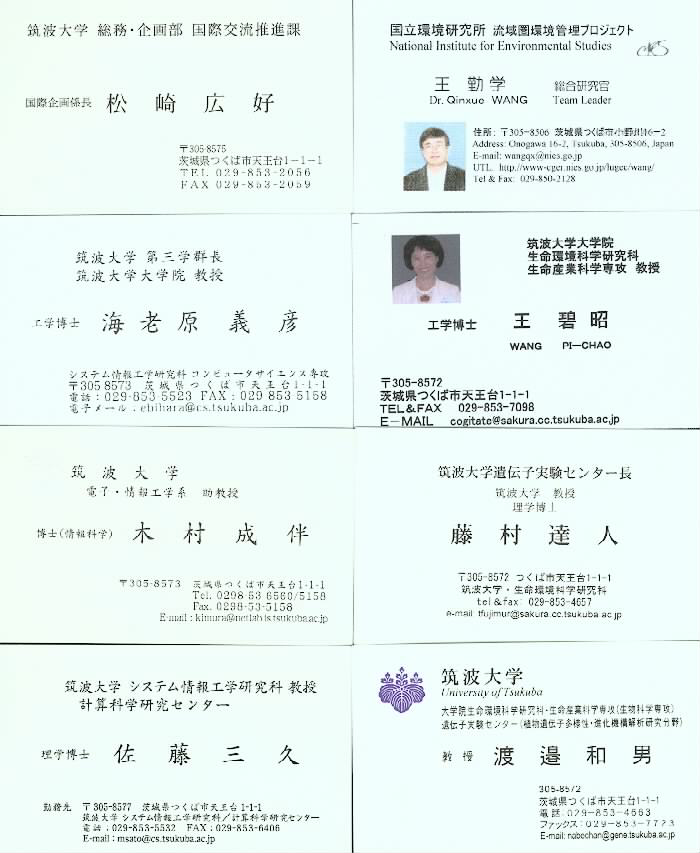 筑波大学 総務・企画部 国際交流推進課
国際企画係長 松崎広好
〒305-8575
茨城県つくば市天王台1-1-1
TEL 029-853-2056
FAX 029-853-2059
国立環境研究所 流域圏環境管理プロジェクト
National Institute for Environmental Studies
王勤学 総合研究官
Dr. Qinxue WANG Team Leader
住所: 〒305-8506 茨城県つくば市小野川16-2
Address: Onogawa 16-2, Tsukuba, 305-8506, Japan
E-mail: wangqx@nies.go.jp
UTL. http://www-cger.nies.go.jp/lugec/wang/
Tel & Fax: 029-850-2128
筑波大学 第三学群長
筑波大学大学院 教授
工学博士 海老原義彦
システム情報工学研究科 コンピュータサイエンス専攻
〒305-8573 茨城県つくば市天王台1-1-1
電話:029-853-5523 FAX:029-853-5158
電子メール:ebihara@cs.tsukuba.ac.jp
筑波大学大学院
生命環境科学研究科
生命産業科学専攻 教授
工学博士 王碧昭
WANG PI-CHAO
〒305-8572
茨城県つくば市天王台1-1-1
TEL&FAX 029-853-7098
E-MAIL cogitate@sakura.cc.tsukuba.ac.jp
筑波大学
電子・情報工学系 助教授
博士(情報科学) 木村成伴
〒305-8573 茨城県つくば市天王台1-1-1
Tel. 0298-53-6560/5158
Fax. 0298-53-5158
E-mail: kimura@netlab.is.tsukuba.ac.jp
筑波大学遺伝子実験センター長
筑波大学 教授
理学博士
藤村達人
〒305-8572 つくば市天王台1-1-1
筑波大学・生命環境科学研究科
tel&fax: 029-853-4657
e-mail: tfujimur@sakura.cc.tsukuba.ac.jp
筑波大学 システム情報工学研究科 教授
計算科学研究センター
理学博士 佐藤三久
勤務先 〒305-8577 茨城県つくば市天王台 1-1-1
筑波大学 システム情報工学研究科/計算科学研究センター
電話:029-853-5532 FAX:029-853-6406
E-mail: msato@cs.tsukuba.ac.jp
筑波大学
University of Tsukuba
大学院生命環境科学研究科・生命産業科学専攻(生物科学専攻)
遺伝子実験センター(植物遺伝子多様性・進化機構解析研究分野)
教授 渡邉和男
305-8572
茨城県つくば市天王台1-1-1
電話 029-853-4663
ファックス:029-853-7723
e-mail: nabechan@gene.tsukuba.ac.jp